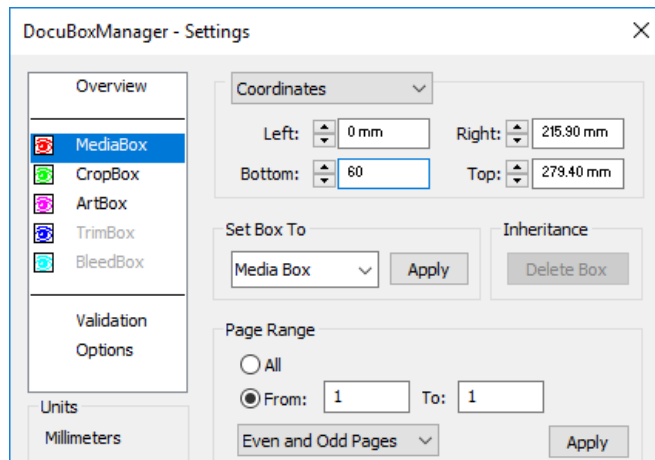 DocuBoxManager - Settings
Overview
MediaBox
CropBox
ArtBox
TrimBox
BleedBox
Validation
Options
Units
Millimeters
Coordinates
Left: 0 mm Right: 215.90 mm
Bottom: 60 Top: 279.40 mm
Set Box To
Media Box Apply
Inheritance
Delete Box
Page Range
All
From: 1 To: 1
Even and Odd Pages Apply